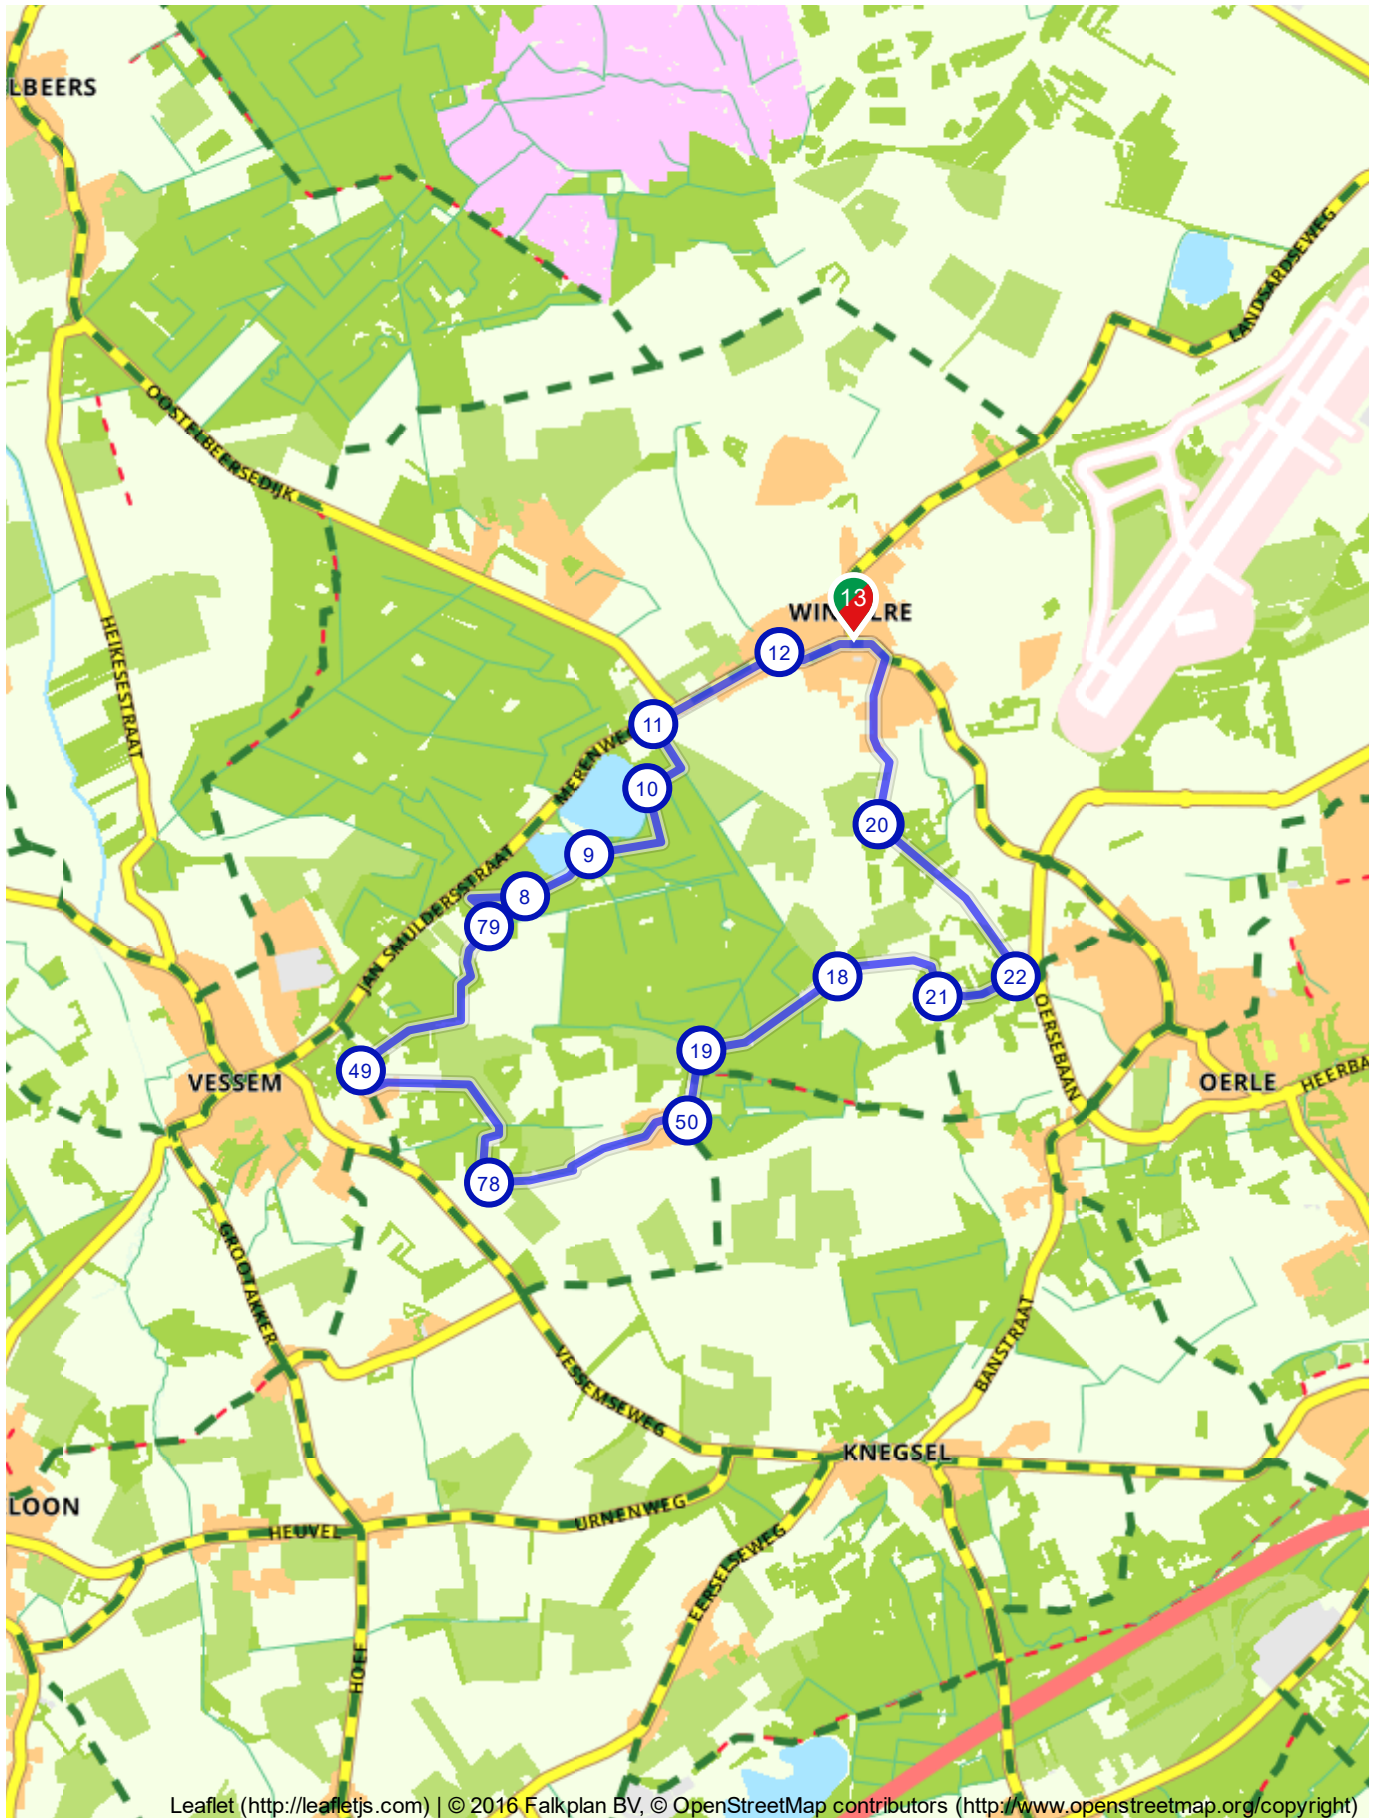 LBEERS
LANDSARDSEWEG
OOSTELBEERSEDIJK
13
12
HEIKESESTRAAT
11
MERENWE
10
20
9
JAN SMULDERSSTRAAT
8
79
18
22
21
OERSEBAAN
19
49
VESSEM
OERLE
HEERBA
50
78
GROOTAKKER
BANSTRAAT
VESSEMSEWEG
KNEGSEL
LOON
URNENWEG
HEUVEL
EERSELSEWEG
HOEF
Leaflet (http://leafletjs.com) | © 2016 Falkplan BV, © OpenStreetMap contributors (http://www.openstreetmap.org/copyright)